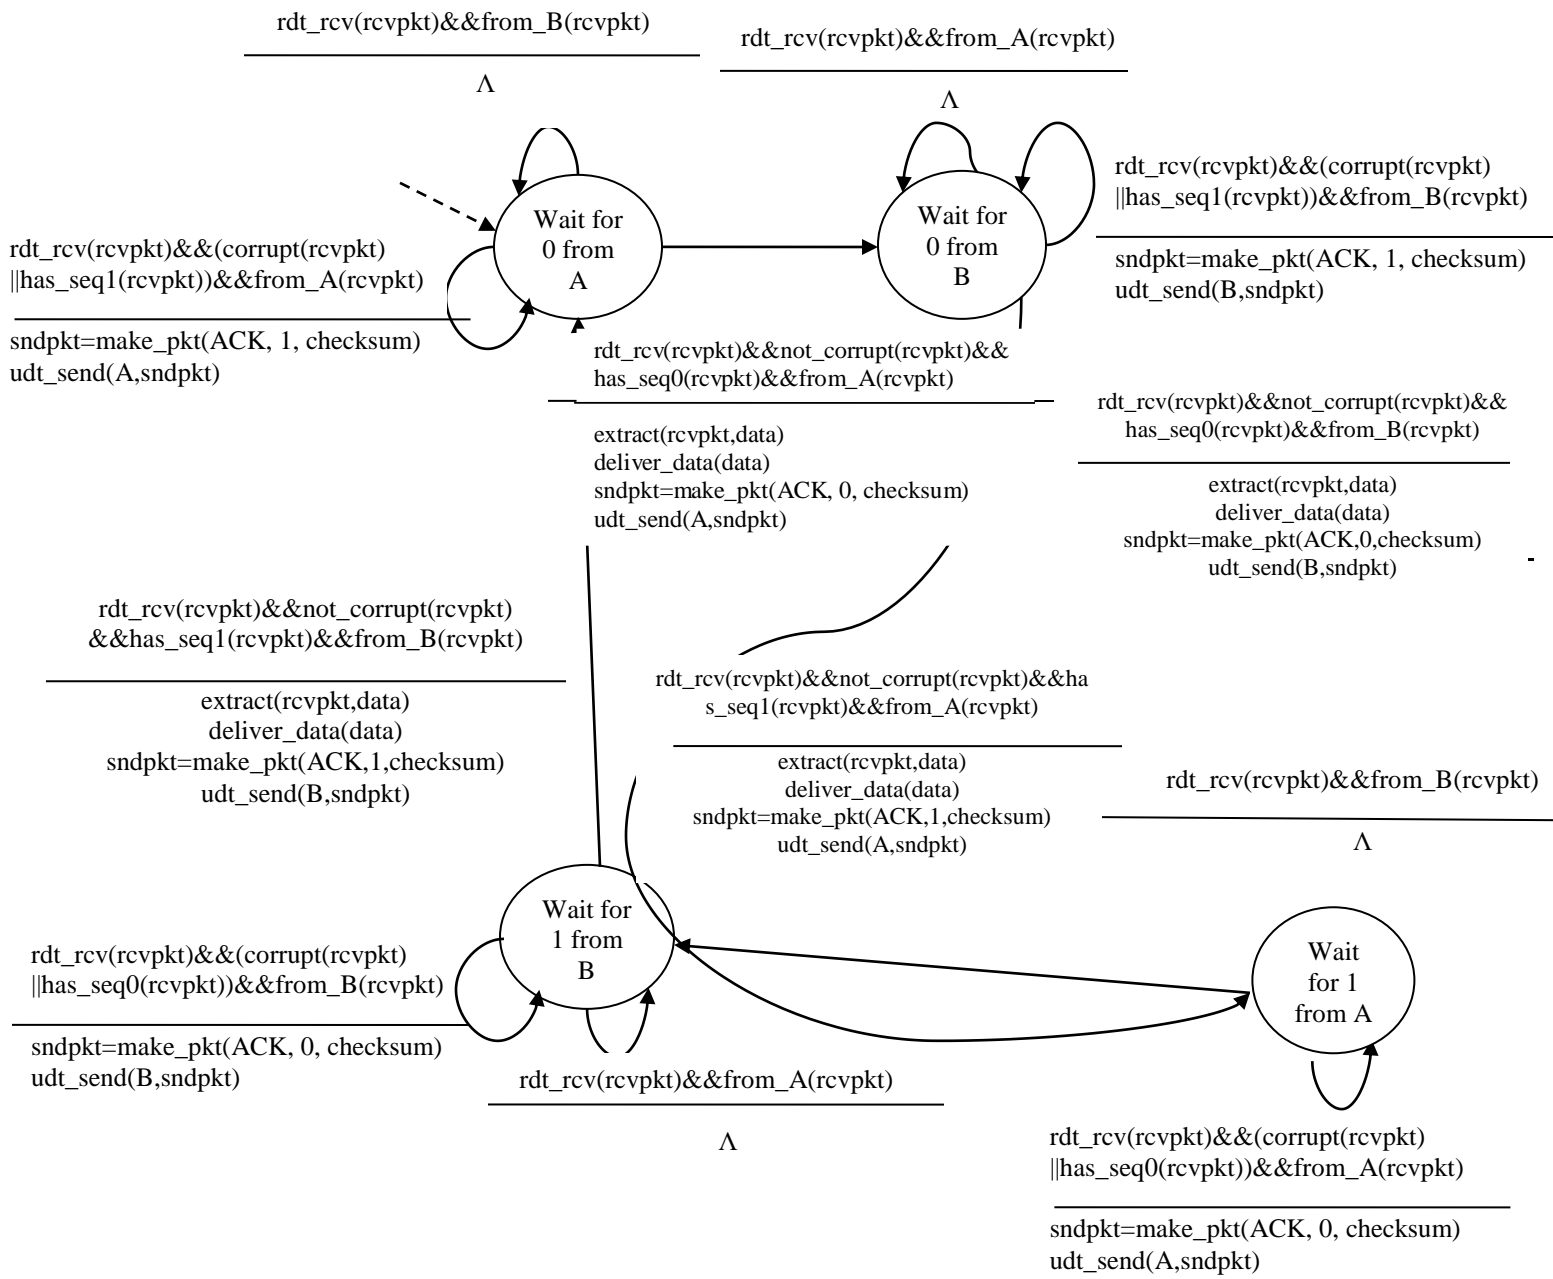 rdt_rcv(rcvpkt)&&from_B(rcvpkt)
Λ
rdt_rcv(rcvpkt)&&from_A(rcvpkt)
Λ
rdt_rcv(rcvpkt)&&(corrupt(rcvpkt)
||has_seq1(rcvpkt))&&from_B(rcvpkt)
sndpkt=make_pkt(ACK, 1, checksum)
udt_send(B,sndpkt)
Wait for
0 from
A
Wait for
0 from
B
rdt_rcv(rcvpkt)&&(corrupt(rcvpkt)
||has_seq1(rcvpkt))&&from_A(rcvpkt)
sndpkt=make_pkt(ACK, 1, checksum)
udt_send(A,sndpkt)
rdt_rcv(rcvpkt)&&not_corrupt(rcvpkt)&&
has_seq0(rcvpkt)&&from_A(rcvpkt)
extract(rcvpkt,data)
deliver_data(data)
sndpkt=make_pkt(ACK, 0, checksum)
udt_send(A,sndpkt)
rdt_rcv(rcvpkt)&&not_corrupt(rcvpkt)&&
has_seq0(rcvpkt)&&from_B(rcvpkt)
extract(rcvpkt,data)
deliver_data(data)
sndpkt=make_pkt(ACK,0,checksum)
udt_send(B,sndpkt)
rdt_rcv(rcvpkt)&&not_corrupt(rcvpkt)
&&has_seq1(rcvpkt)&&from_B(rcvpkt)
extract(rcvpkt,data)
deliver_data(data)
sndpkt=make_pkt(ACK,1,checksum)
udt_send(B,sndpkt)
rdt_rcv(rcvpkt)&&not_corrupt(rcvpkt)&&ha
s_seq1(rcvpkt)&&from_A(rcvpkt)
extract(rcvpkt,data)
deliver_data(data)
sndpkt=make_pkt(ACK,1,checksum)
udt_send(A,sndpkt)
rdt_rcv(rcvpkt)&&from_B(rcvpkt)
Λ
Wait for
1 from
B
Wait
for 1
from A
rdt_rcv(rcvpkt)&&(corrupt(rcvpkt)
||has_seq0(rcvpkt))&&from_B(rcvpkt)
sndpkt=make_pkt(ACK, 0, checksum)
udt_send(B,sndpkt)
rdt_rcv(rcvpkt)&&from_A(rcvpkt)
Λ
rdt_rcv(rcvpkt)&&(corrupt(rcvpkt)
||has_seq0(rcvpkt))&&from_A(rcvpkt)
sndpkt=make_pkt(ACK, 0, checksum)
udt_send(A,sndpkt)